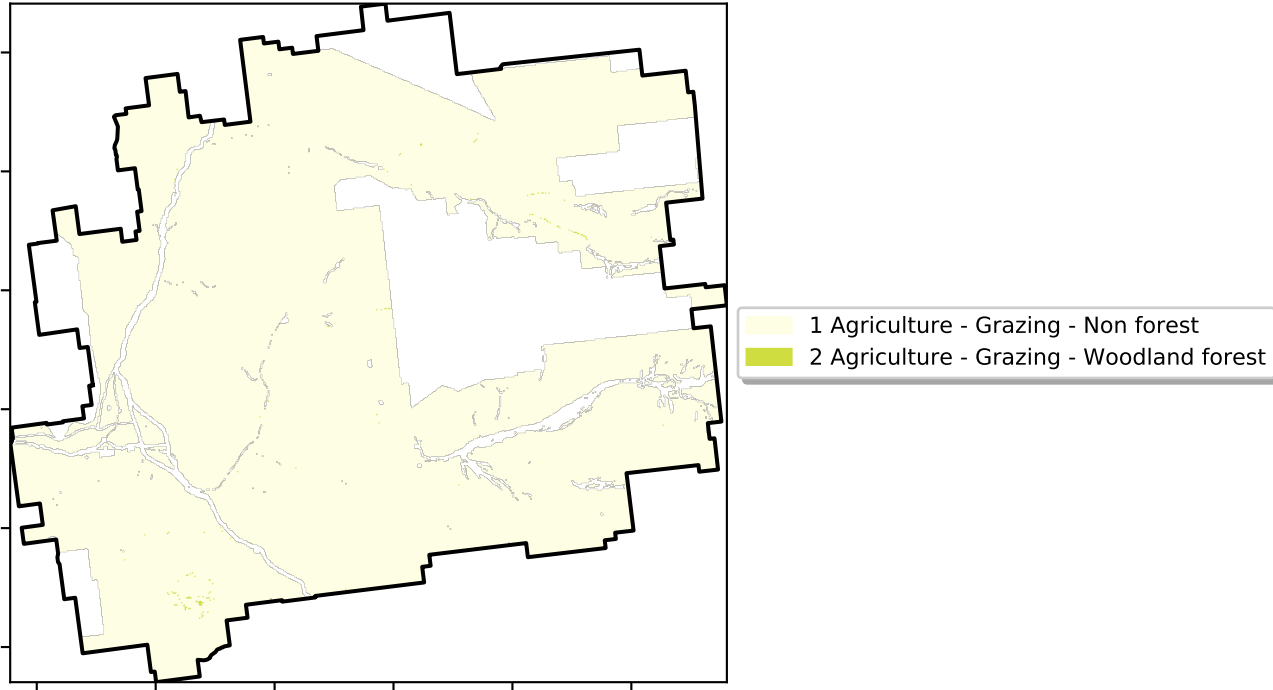 1 Agriculture - Grazing - Non forest
2 Agriculture - Grazing - Woodland forest